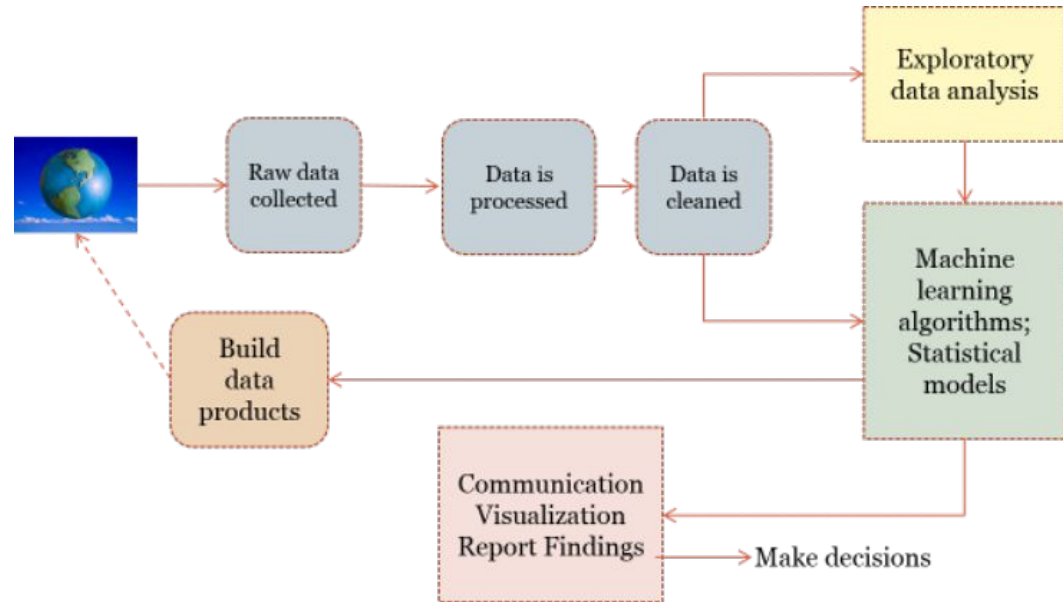 Exploratory
data analysis
Raw data
collected
Data is
processed
Data is
cleaned
Machine
learning
algorithms;
Statistical
models
Build
data
products
Communication
Visualization
Report Findings
Make decisions